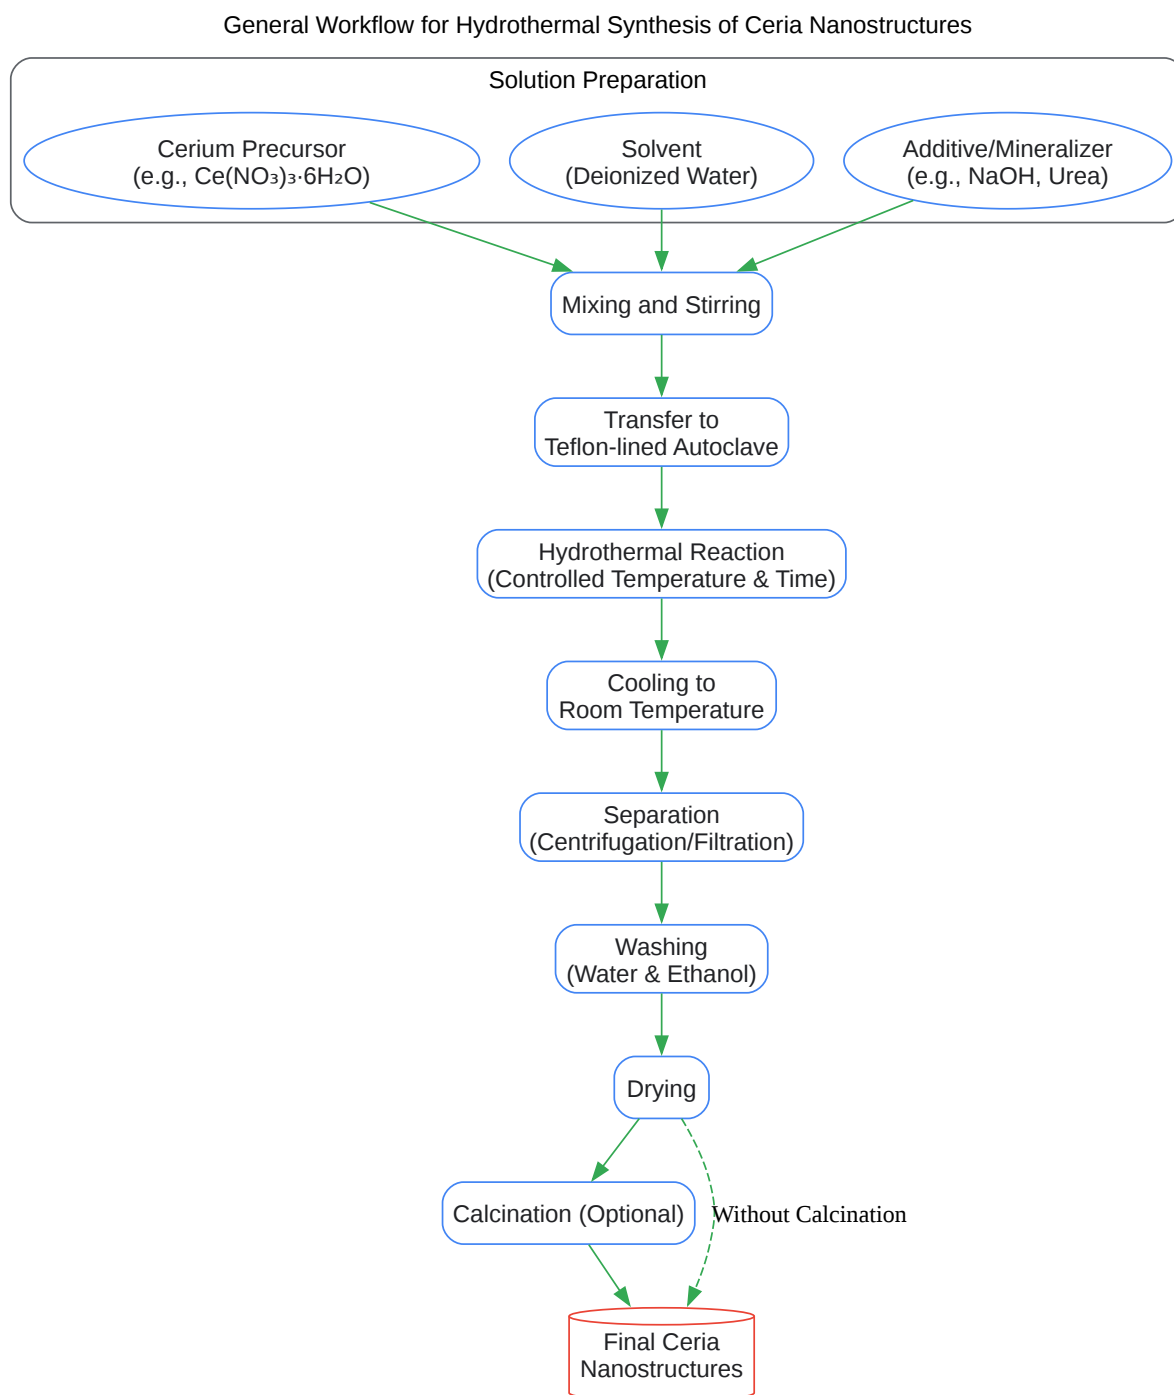 General Workflow for Hydrothermal Synthesis of Ceria Nanostructures
Solution Preparation
Cerium Precursor
(e.g., Ce(NO₃)₃·6H₂O)
Solvent
(Deionized Water)
Additive/Mineralizer
(e.g., NaOH, Urea)
Mixing and Stirring
Transfer to
Teflon-lined Autoclave
Hydrothermal Reaction
(Controlled Temperature & Time)
Cooling to
Room Temperature
Separation
(Centrifugation/Filtration)
Washing
(Water & Ethanol)
Drying
Calcination (Optional)
Without Calcination
Final Ceria
Nanostructures